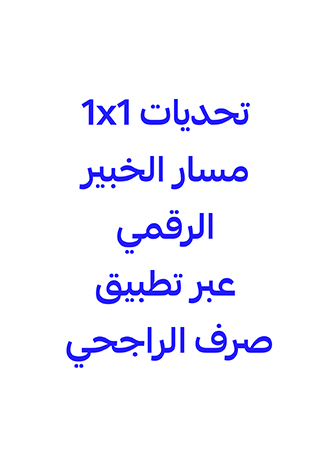 تحديات 1x1
مسار الخبير
الرقمي
عبر تطبيق
صرف الراجحي